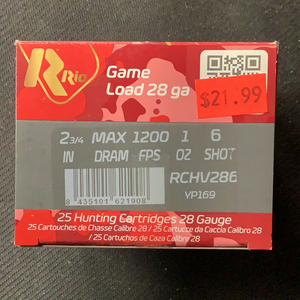 Rio
Game
Load 28 ga
$21.99
2 3/4 MAX 1200 1 6
IN DRAM FPS OZ SHOT
RCHV286
8 435101 621908
YP169
25 Hunting Cartridges 28 Gauge
25 Cartouches de Chasse Calibre 28 / 25 Cartucce da Caccia Calibro 28
/ 25 Cartuchos de Caza Calibre 28